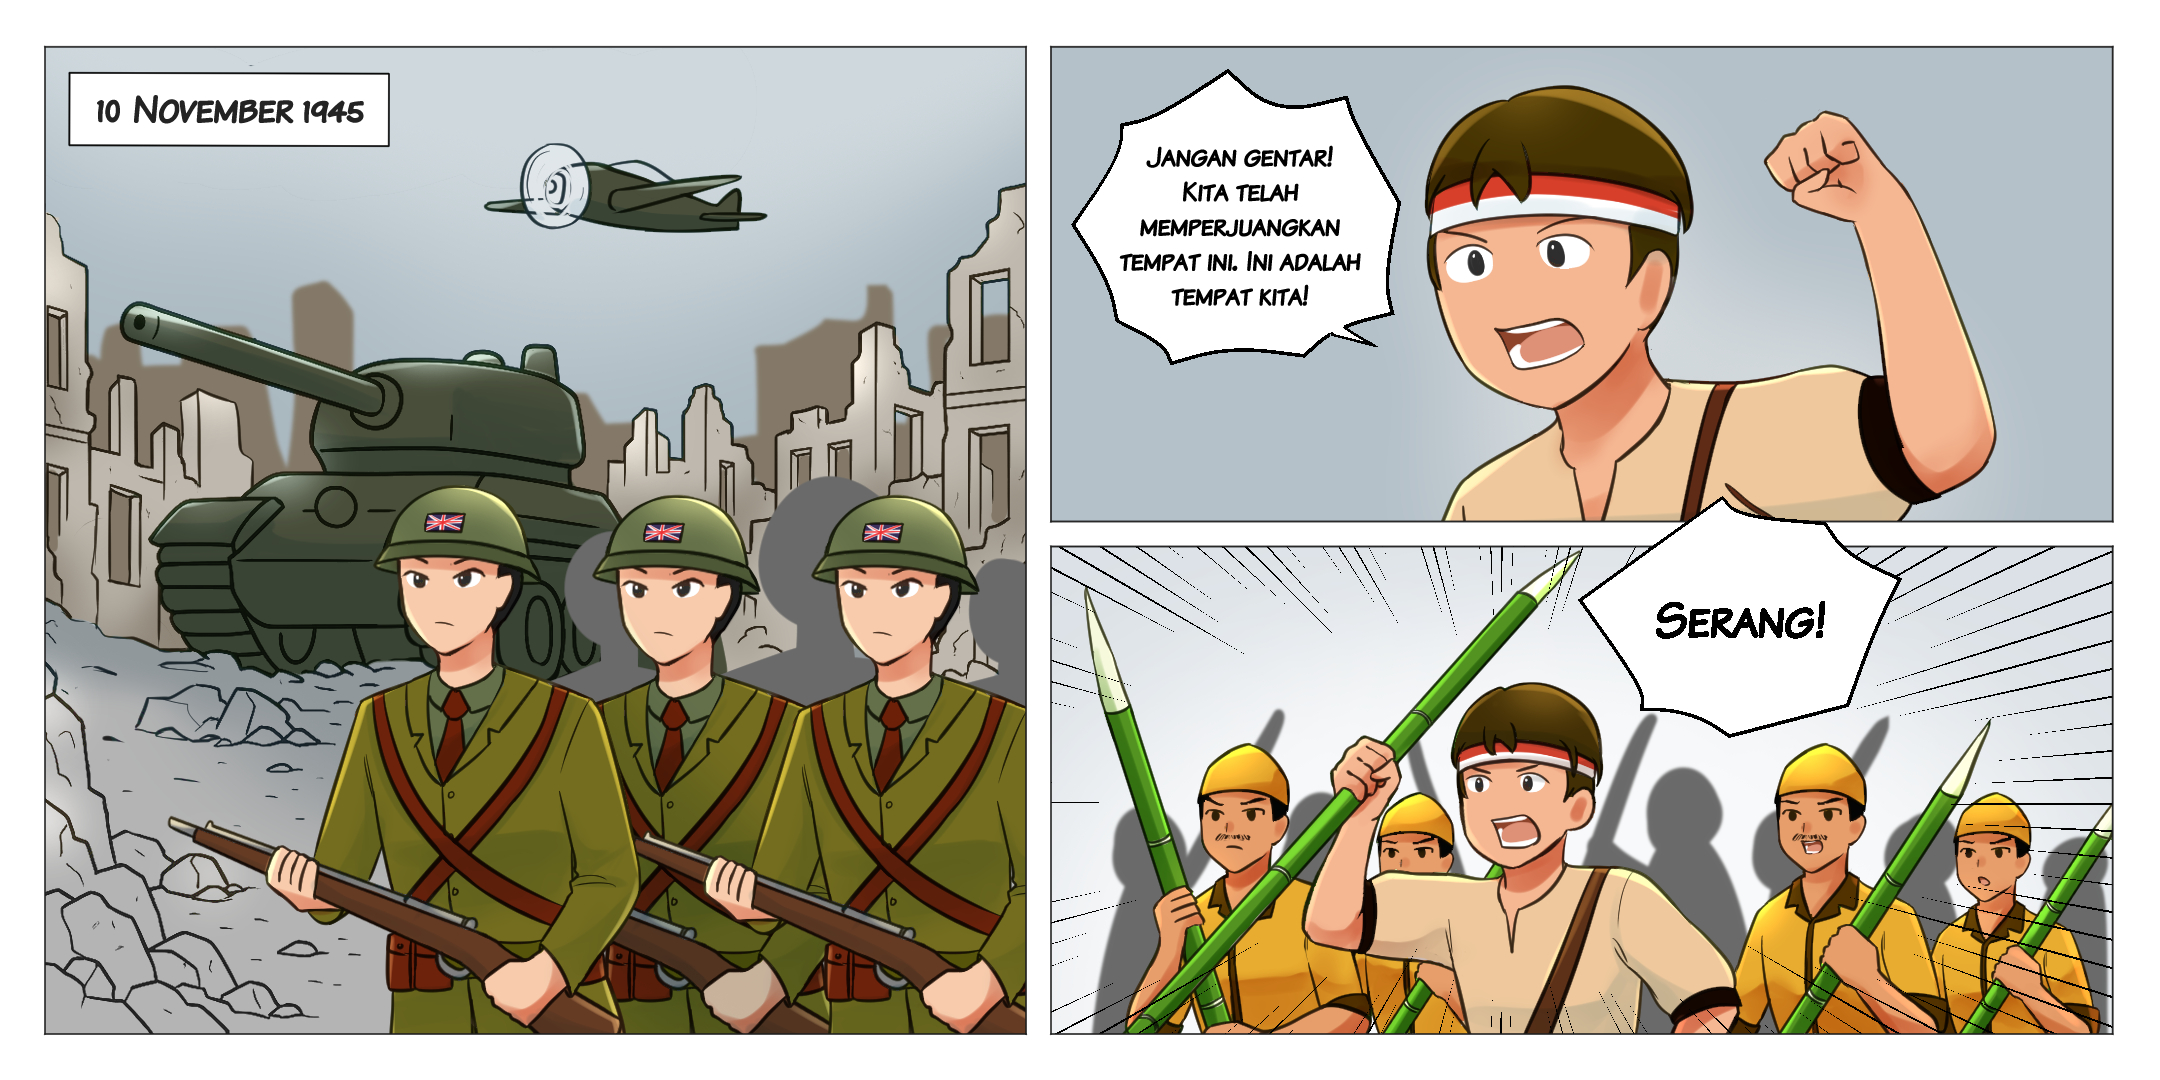 10 NOVEMBER 1945
JANGAN GENTAR!
KITA TELAH
MEMPERJUANGKAN
TEMPAT INI. INI ADALAH
TEMPAT KITA!
SERANG!